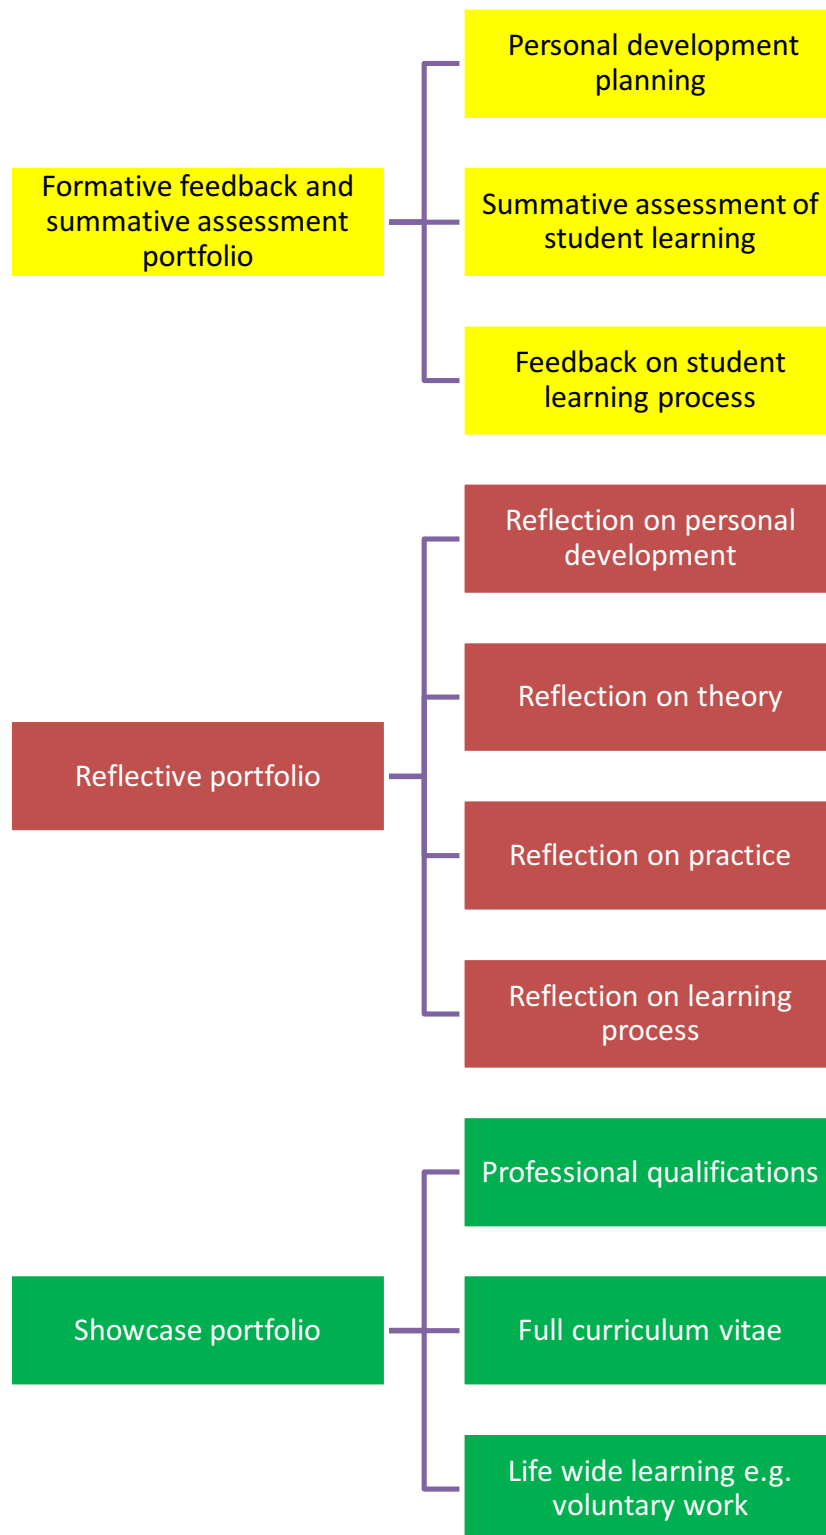 Formative feedback and
summative assessment
portfolio
Personal development
planning
Summative assessment of
student learning
Feedback on student
learning process
Reflective portfolio
Reflection on personal
development
Reflection on theory
Reflection on practice
Reflection on learning
process
Showcase portfolio
Professional qualifications
Full curriculum vitae
Life wide learning e.g.
voluntary work